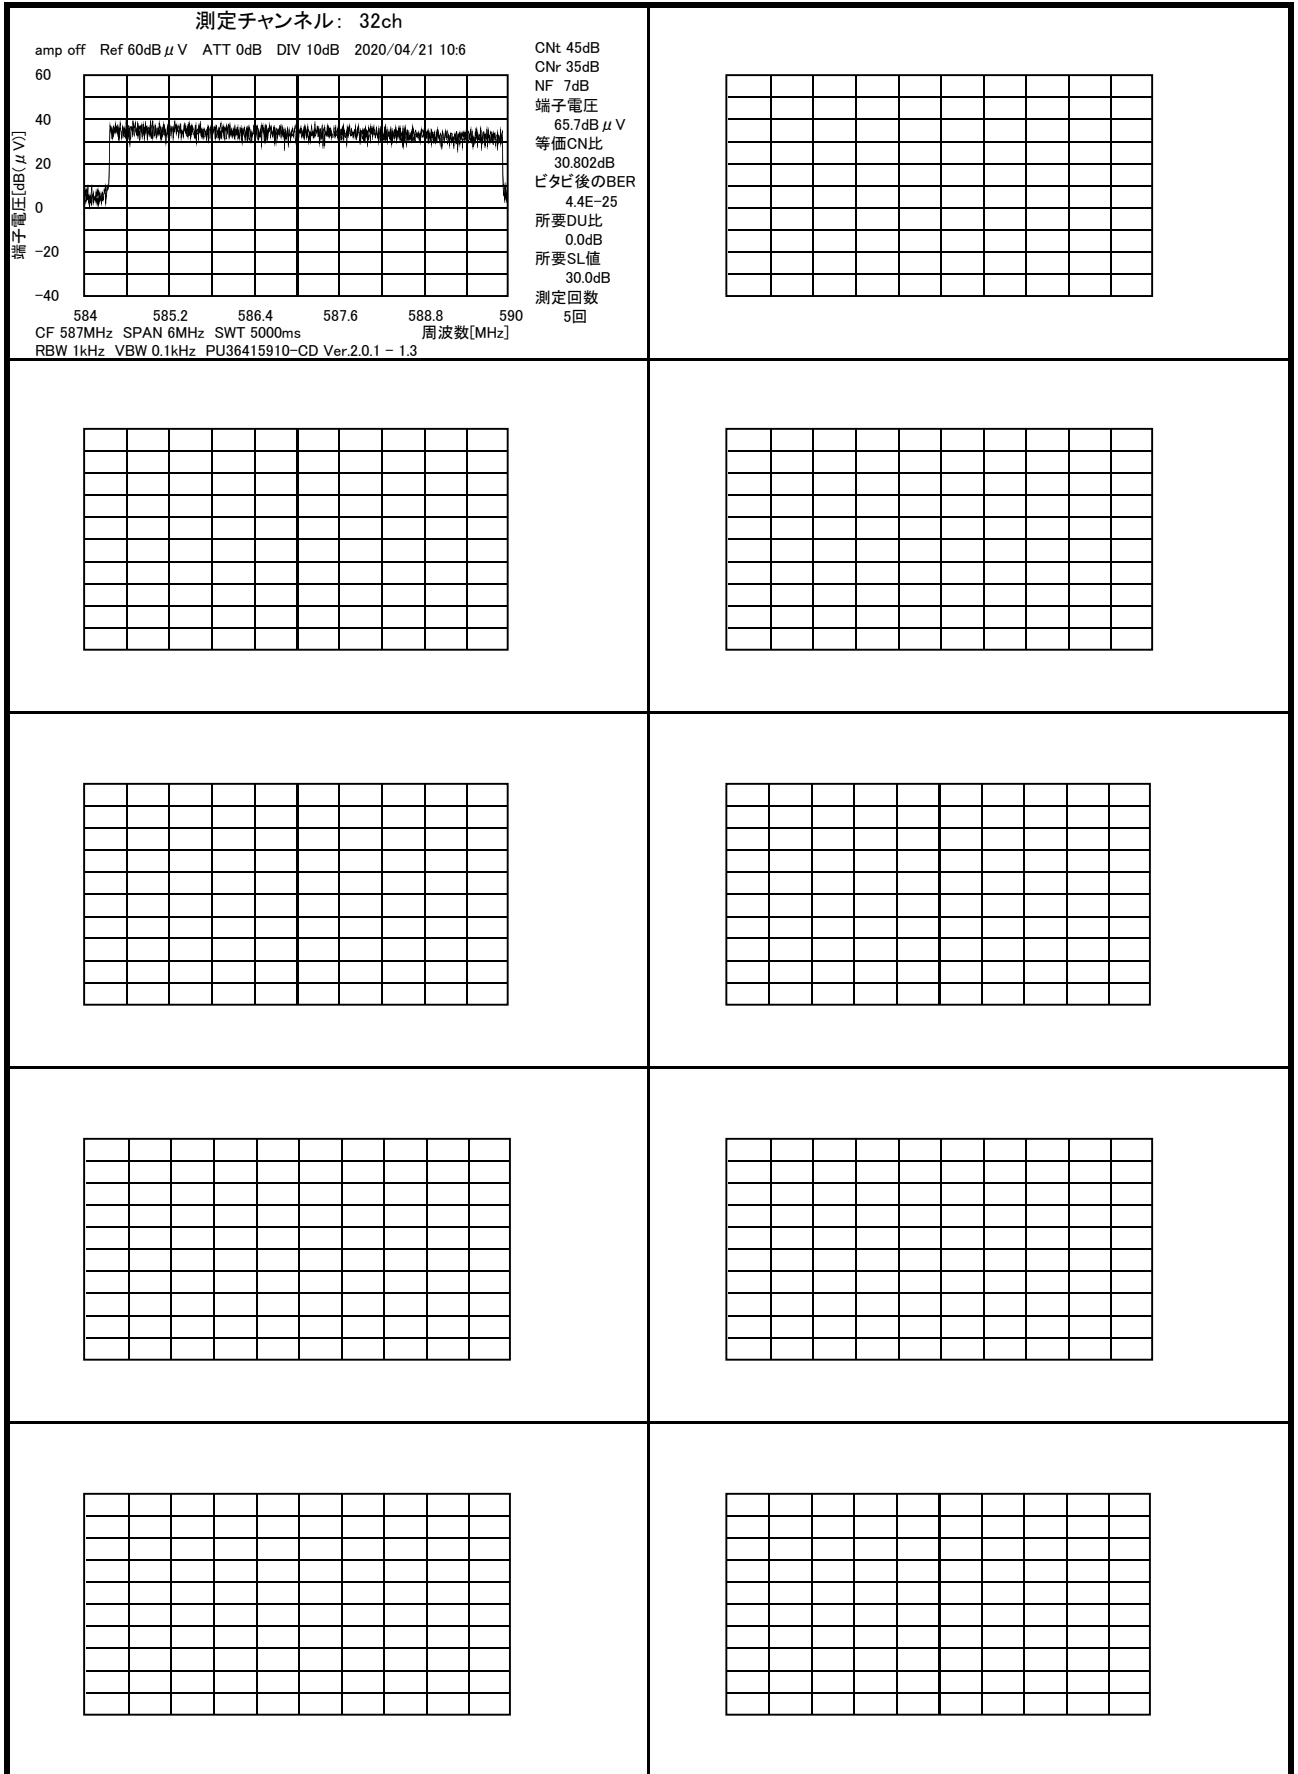 測定チャンネル： 32ch
amp off Ref 60dBμV ATT 0dB DIV 10dB 2020/04/21 10:6
CNt 45dB
CNr 35dB
NF 7dB
端子電圧
65.7dBμV
等価CN比
30.802dB
ビタビ後のBER
4.4E-25
所要DU比
0.0dB
所要SL値
30.0dB
測定回数
5回
端子電圧[dB(μV)]
60
40
20
0
-20
-40
584 585.2 586.4 587.6 588.8 590
CF 587MHz SPAN 6MHz SWT 5000ms 周波数[MHz]
RBW 1kHz VBW 0.1kHz PU36415910-CD Ver.2.0.1 - 1.3